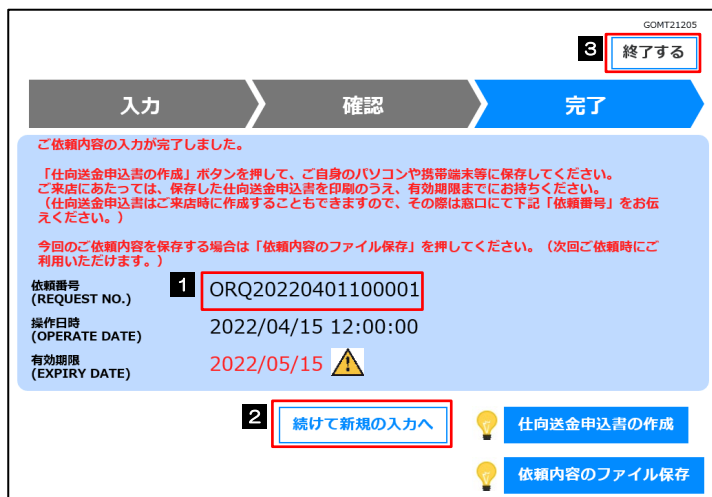 GOMT21205
3 終了する
入力 確認 完了
ご依頼内容の入力が完了しました。
「仕向送金申込書の作成」ボタンを押して、ご自身のパソコンや携帯端末等に保存してください。
ご来店にあたっては、保存した仕向送金申込書を印刷のうえ、有効期限までにお持ちください。
(仕向送金申込書はご来店時に作成することもできますので、その際は窓口にて下記「依頼番号」をお伝
えください。)
今回のご依頼内容を保存する場合は「依頼内容のファイル保存」を押してください。(次回ご依頼時にご
利用いただけます。)
依頼番号
(REQUEST NO.)
1 ORQ20220401100001
操作日時
(OPERATE DATE)
2022/04/15 12:00:00
有効期限
(EXPIRY DATE)
2022/05/15
2 続けて新規の入力へ
仕向送金申込書の作成
依頼内容のファイル保存